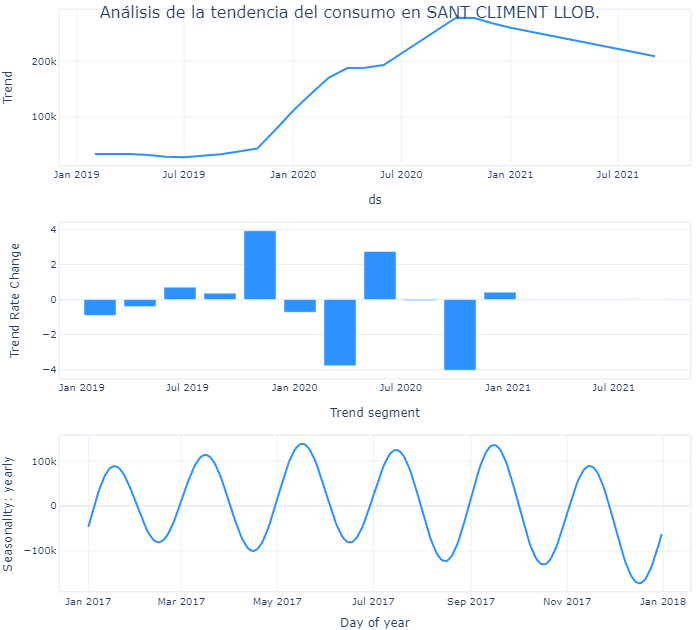 Análisis de la tendencia del consumo en SANT CLIMENT LLOB.
Trend
200k
100k
Jan 2019 Jul 2019 Jan 2020 Jul 2020 Jan 2021 Jul 2021
ds
Trend Rate Change
4
2
0
−2
−4
Jan 2019 Jul 2019 Jan 2020 Jul 2020 Jan 2021 Jul 2021
Trend segment
Seasonality: yearly
100k
0
−100k
Jan 2017 Mar 2017 May 2017 Jul 2017 Sep 2017 Nov 2017 Jan 2018
Day of year